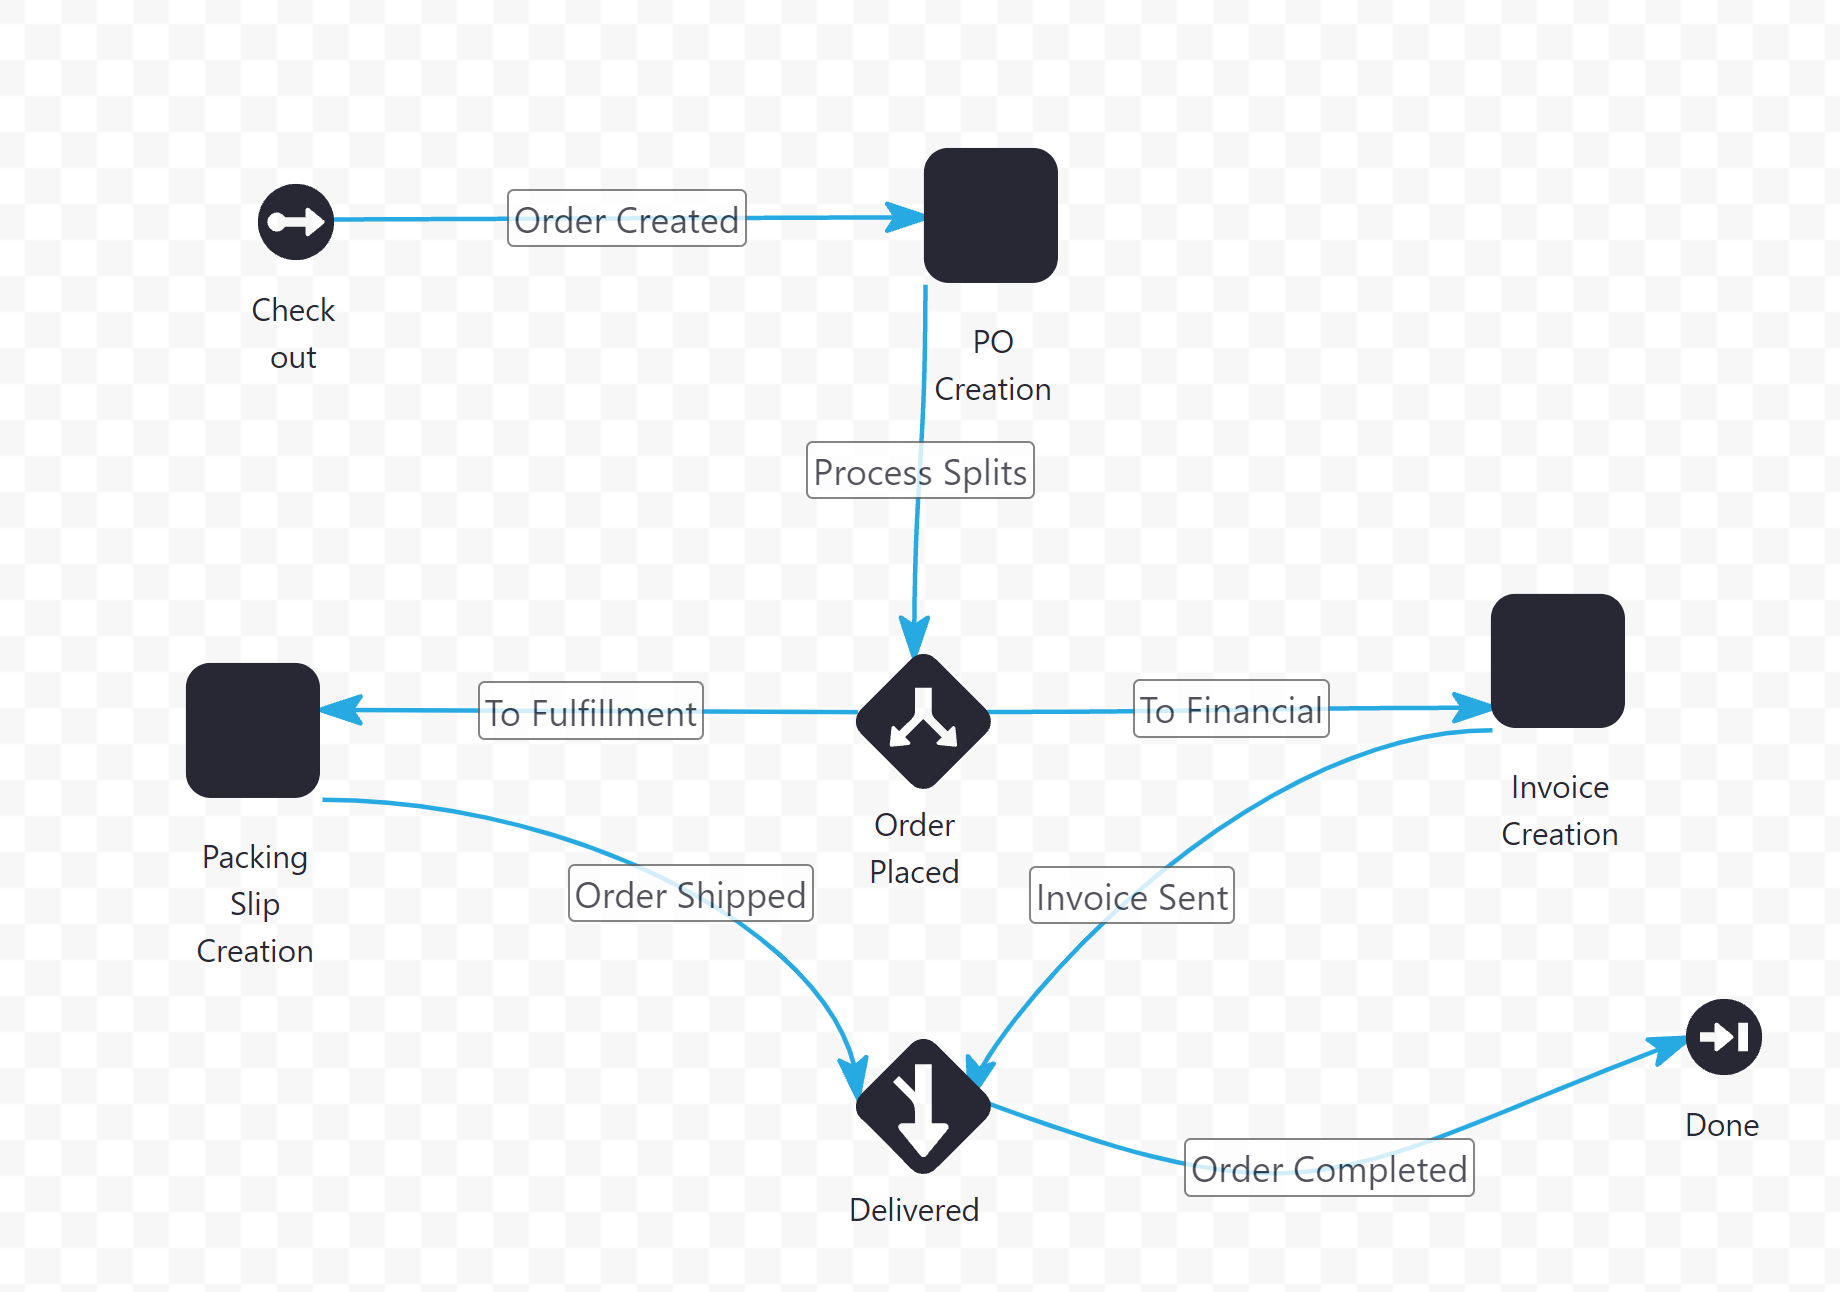 Order Created
Check
out
PO
Creation
Process Splits
To Fulfillment
To Financial
Invoice
Creation
Order
Placed
Packing
Slip
Creation
Order Shipped
Invoice Sent
Done
Order Completed
Delivered